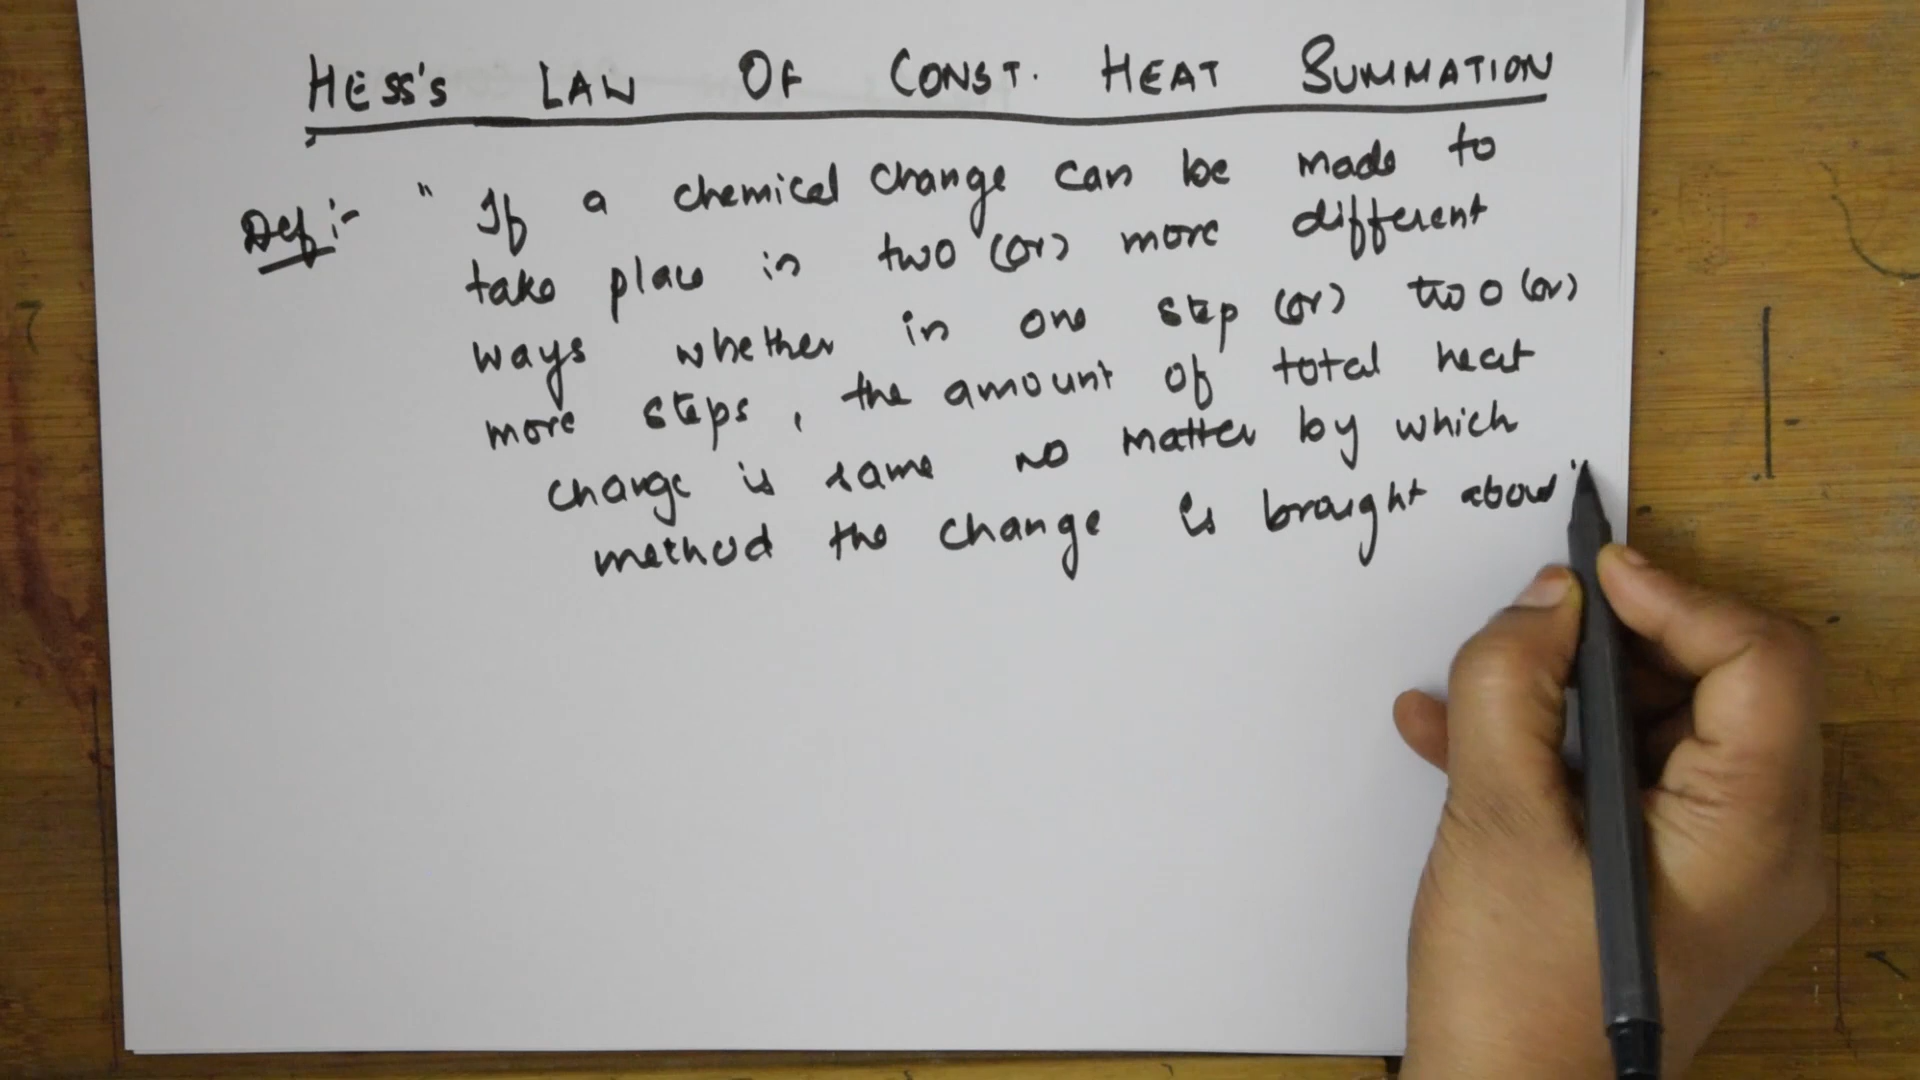 HESS'S LAW OF CONST. HEAT SUMMATION
Def:- " If a chemical change can be made to
take place in two (or) more different
ways whether in one step (or) two (or)
more steps, the amount of total heat
change is same no matter by which
method the change is brought about"